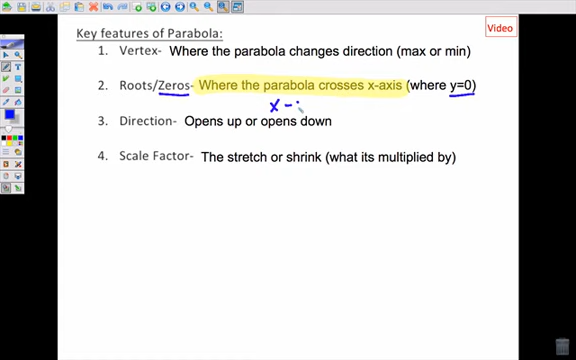 Video
Key features of Parabola:
1. Vertex- Where the parabola changes direction (max or min)
2. Roots/Zeros- Where the parabola crosses x-axis (where y=0)
x -
3. Direction- Opens up or opens down
4. Scale Factor- The stretch or shrink (what its multiplied by)